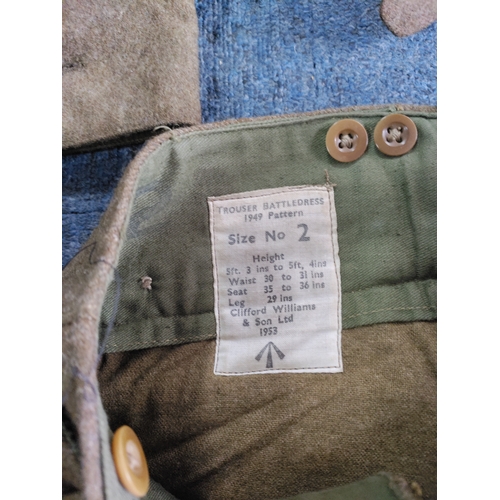 TROUSER BATTLEDRESS
1949 Pattern
Size No 2
Height
5ft. 3 ins to 5ft, 4ins
Waist 30 to 31 ins
Seat 35 to 36 ins
Leg 29 ins
Clifford Williams
& Son Ltd
1953